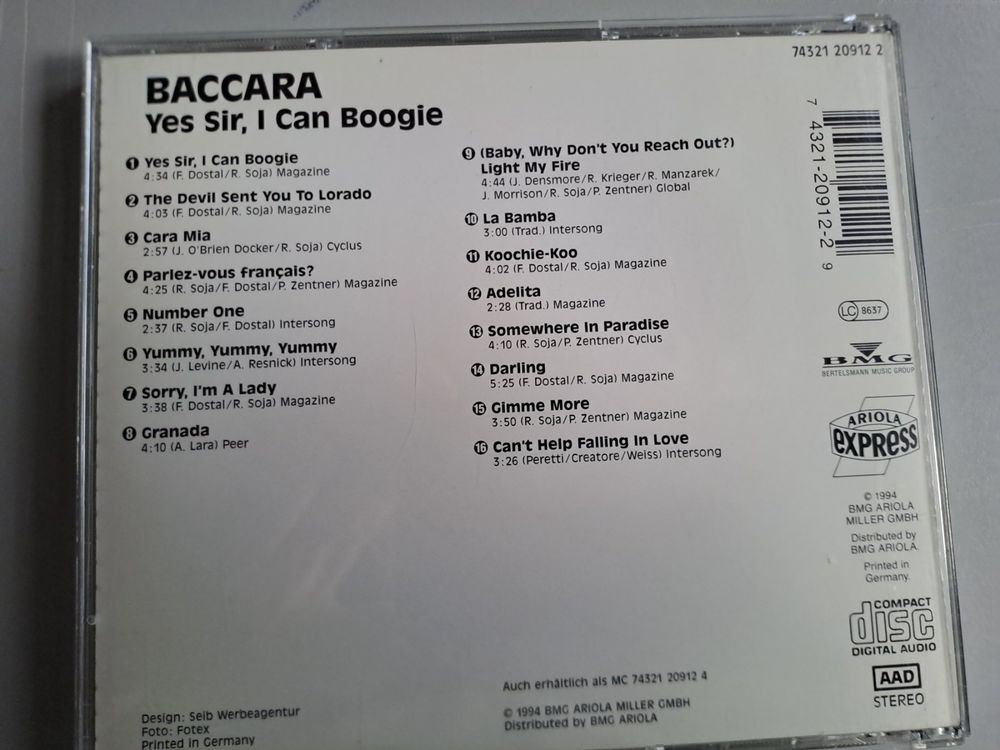 BACCARA
Yes Sir, I Can Boogie
1 Yes Sir, I Can Boogie
4:34 (F. Dostal/R. Soja) Magazine
2 The Devil Sent You To Lorado
4:03 (F. Dostal/R. Soja) Magazine
3 Cara Mia
2:57 (J. O'Brien Docker/R. Soja) Cyclus
4 Parlez-vous français?
4:25 (R. Soja/F. Dostal/P. Zentner) Magazine
5 Number One
2:37 (R. Soja/F. Dostal) Intersong
6 Yummy, Yummy, Yummy
3:34 (J. Levine/A. Resnick) Intersong
7 Sorry, I'm A Lady
3:38 (F. Dostal/R. Soja) Magazine
8 Granada
4:10 (A. Lara) Peer
9 (Baby, Why Don't You Reach Out?)
Light My Fire
4:44 (J. Densmore/R. Krieger/R. Manzarek/
J. Morrison/R. Soja/P. Zentner) Global
10 La Bamba
3:00 (Trad.) Intersong
11 Koochie-Koo
4:02 (F. Dostal/R. Soja) Magazine
12 Adelita
2:28 (Trad.) Magazine
13 Somewhere In Paradise
4:10 (R. Soja/P. Zentner) Cyclus
14 Darling
5:25 (F. Dostal/R. Soja) Magazine
15 Gimme More
3:50 (R. Soja/P. Zentner) Magazine
16 Can't Help Falling In Love
3:26 (Peretti/Creatore/Weiss) Intersong
74321 20912 2
7 4321-20912-2 9
LC 8637
BMG
BERTELSMANN MUSIC GROUP
ARIOLA
express
© 1994
BMG ARIOLA
MILLER GMBH
Distributed by
BMG ARIOLA.
Printed in
Germany.
COMPACT
disc
DIGITAL AUDIO
AAD
STEREO
Auch erhältlich als MC 74321 20912 4
© 1994 BMG ARIOLA MILLER GMBH
Distributed by BMG ARIOLA
Design: Seib Werbeagentur
Foto: Fotex
Printed in Germany